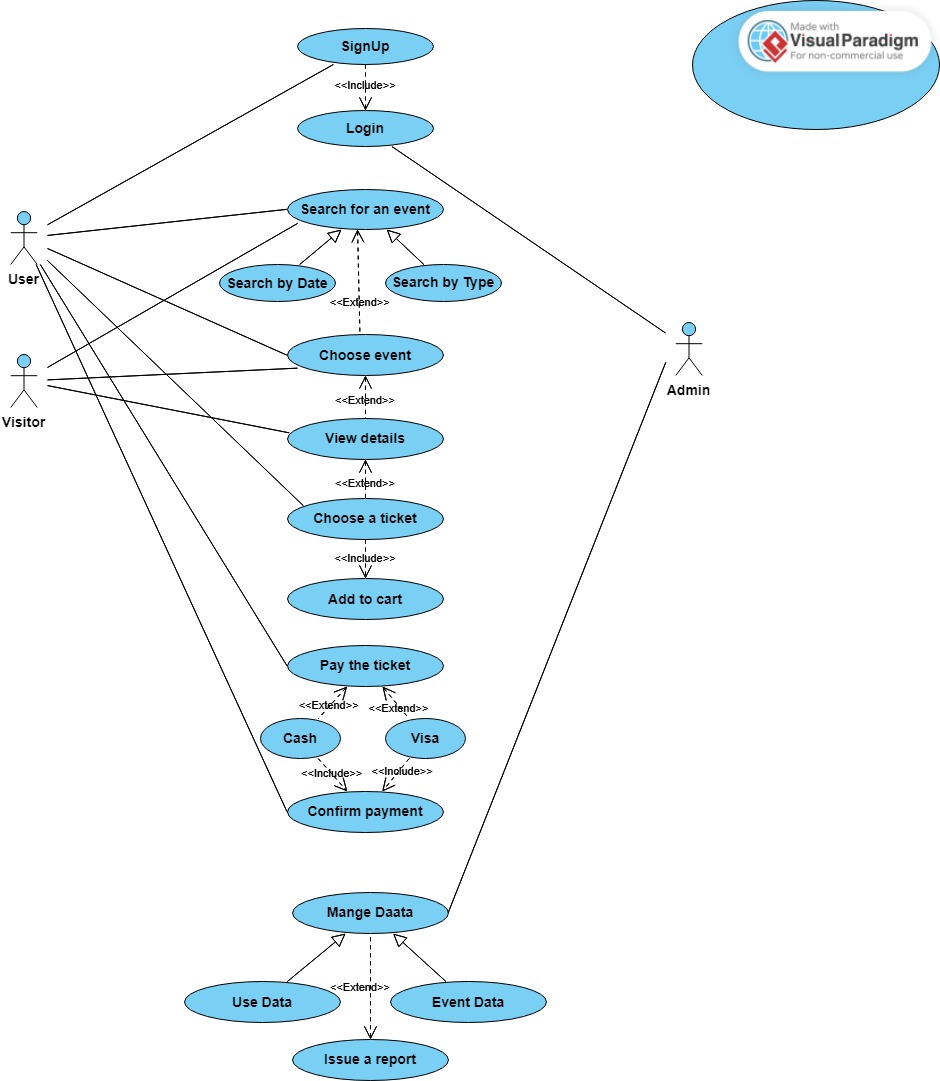 Made with
Visual Paradigm
For non-commercial use
SignUp
<<Include>>
Login
Search for an event
User
Search by Date
Search by Type
<<Extend>>
Choose event
Visitor
Admin
<<Extend>>
View details
<<Extend>>
Choose a ticket
<<Include>>
Add to cart
Pay the ticket
<<Extend>>
<<Extend>>
Cash
Visa
<<Include>>
<<Include>>
Confirm payment
Mange Daata
<<Extend>>
Use Data
Event Data
Issue a report